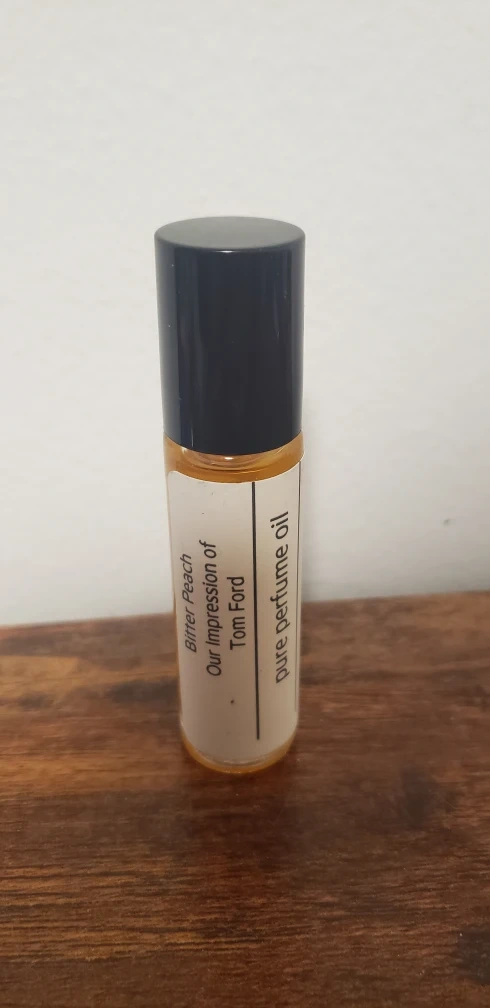 Bitter Peach
Our Impression of
Tom Ford
pure perfume oil